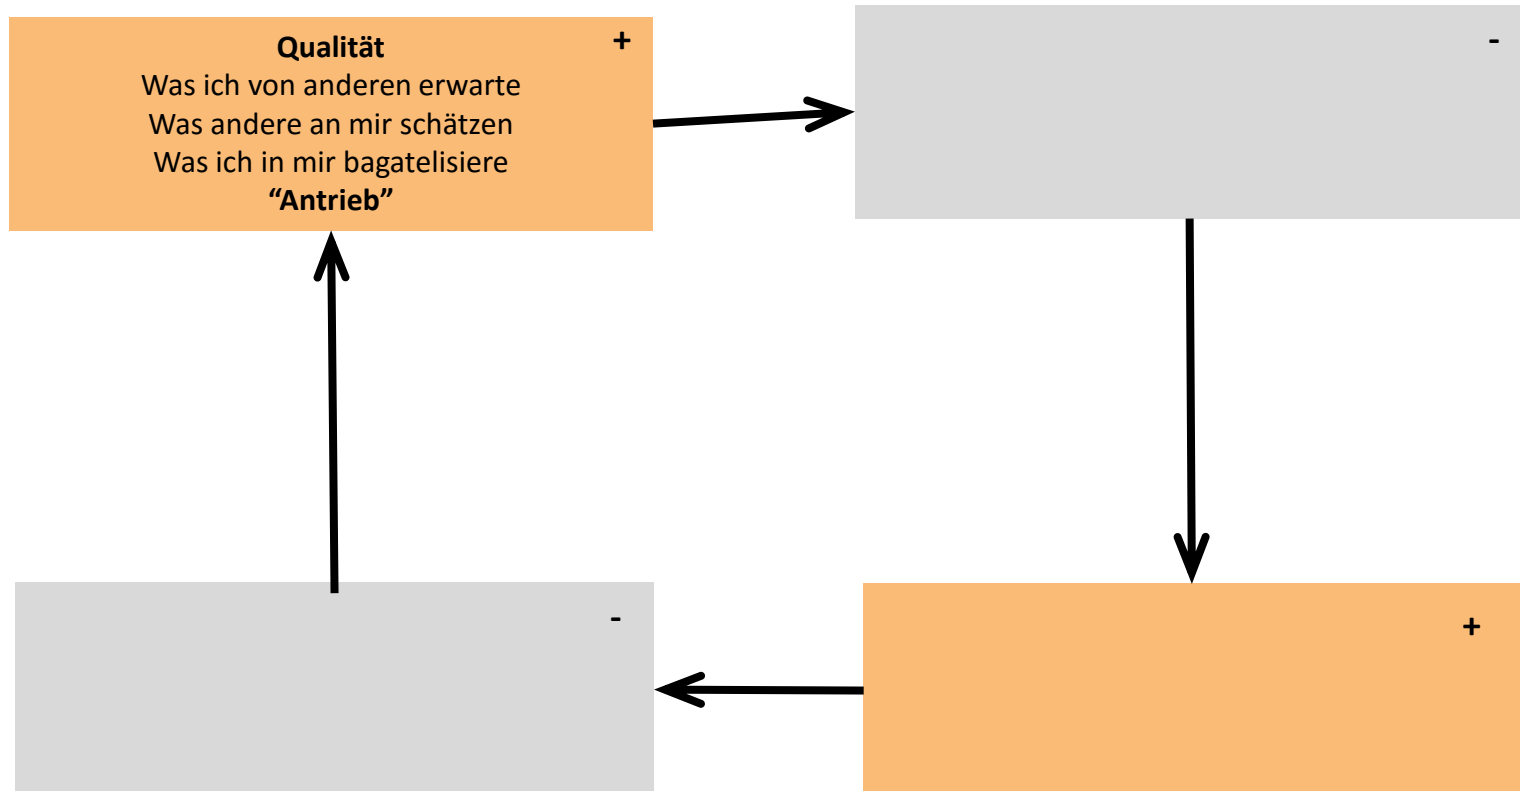 Qualität
+
Was ich von anderen erwarte
Was andere an mir schätzen
Was ich in mir bagatelisiere
“Antrieb”
-
-
+